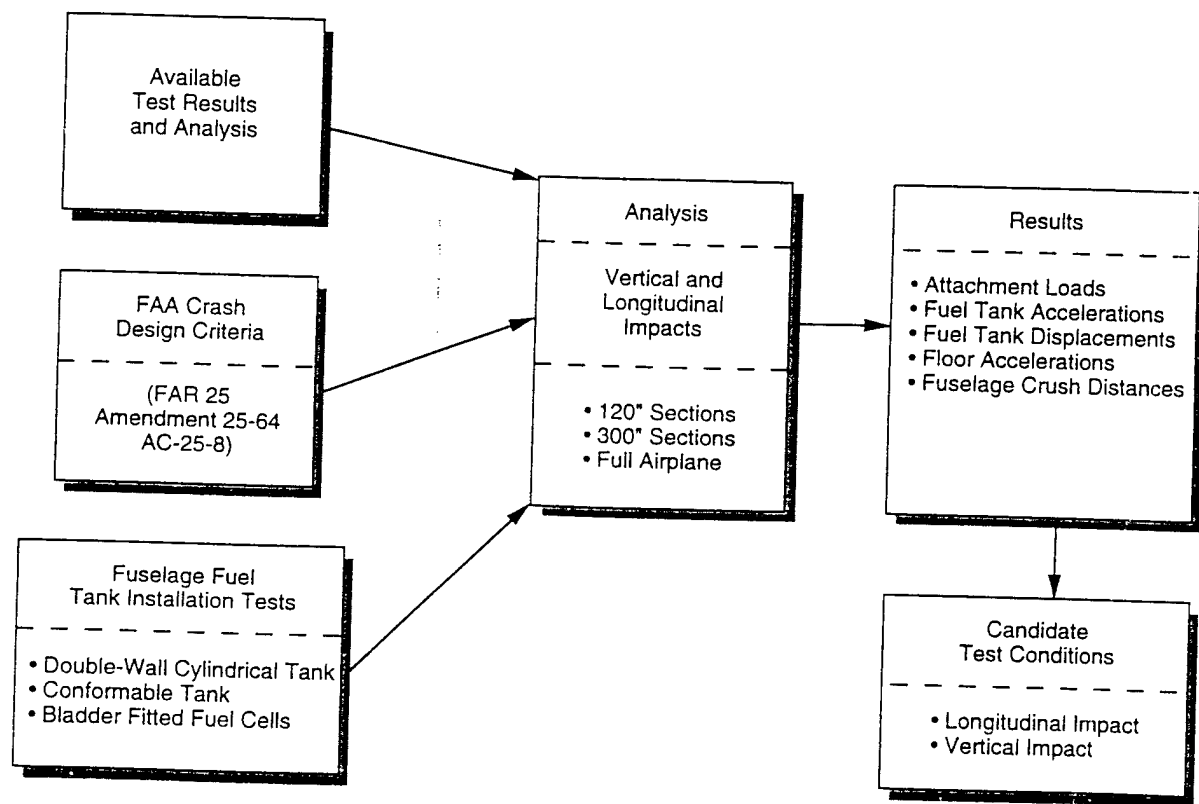 Available
Test Results
and Analysis
FAA Crash
Design Criteria
(FAR 25
Amendment 25-64
AC-25-8)
Fuselage Fuel
Tank Installation Tests
• Double-Wall Cylindrical Tank
• Conformable Tank
• Bladder Fitted Fuel Cells
Analysis
Vertical and
Longitudinal
Impacts
• 120" Sections
• 300" Sections
• Full Airplane
Results
• Attachment Loads
• Fuel Tank Accelerations
• Fuel Tank Displacements
• Floor Accelerations
• Fuselage Crush Distances
Candidate
Test Conditions
• Longitudinal Impact
• Vertical Impact